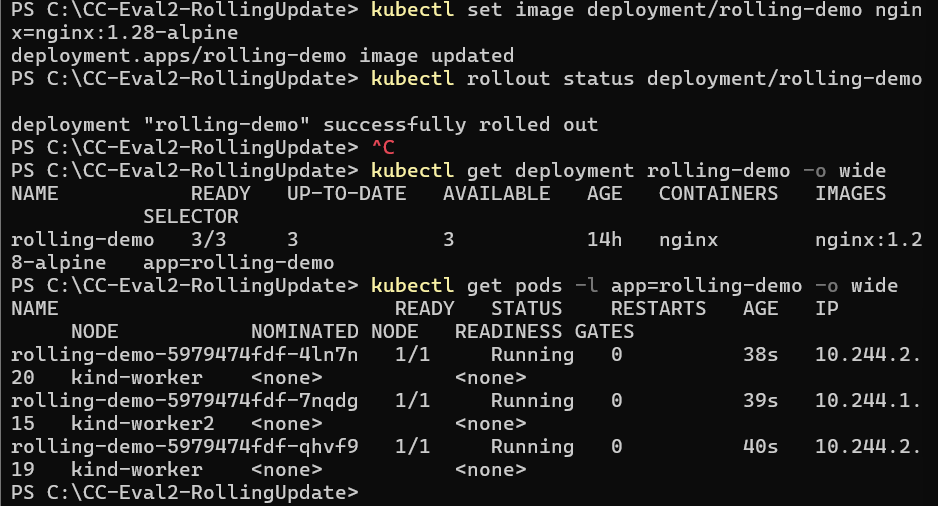 PS C:\CC-Eval2-RollingUpdate> kubectl set image deployment/rolling-demo ngin
x=nginx:1.28-alpine
deployment.apps/rolling-demo image updated
PS C:\CC-Eval2-RollingUpdate> kubectl rollout status deployment/rolling-demo
deployment "rolling-demo" successfully rolled out
PS C:\CC-Eval2-RollingUpdate> ^C
PS C:\CC-Eval2-RollingUpdate> kubectl get deployment rolling-demo -o wide
NAME           READY   UP-TO-DATE   AVAILABLE   AGE   CONTAINERS   IMAGES
           SELECTOR
rolling-demo   3/3     3            3           14h   nginx        nginx:1.2
8-alpine   app=rolling-demo
PS C:\CC-Eval2-RollingUpdate> kubectl get pods -l app=rolling-demo -o wide
NAME                            READY   STATUS    RESTARTS   AGE   IP
     NODE           NOMINATED NODE   READINESS GATES
rolling-demo-5979474fdf-4ln7n   1/1     Running   0          38s   10.244.2.
20   kind-worker    <none>           <none>
rolling-demo-5979474fdf-7nqdg   1/1     Running   0          39s   10.244.1.
15   kind-worker2   <none>           <none>
rolling-demo-5979474fdf-qhvf9   1/1     Running   0          40s   10.244.2.
19   kind-worker    <none>           <none>
PS C:\CC-Eval2-RollingUpdate>